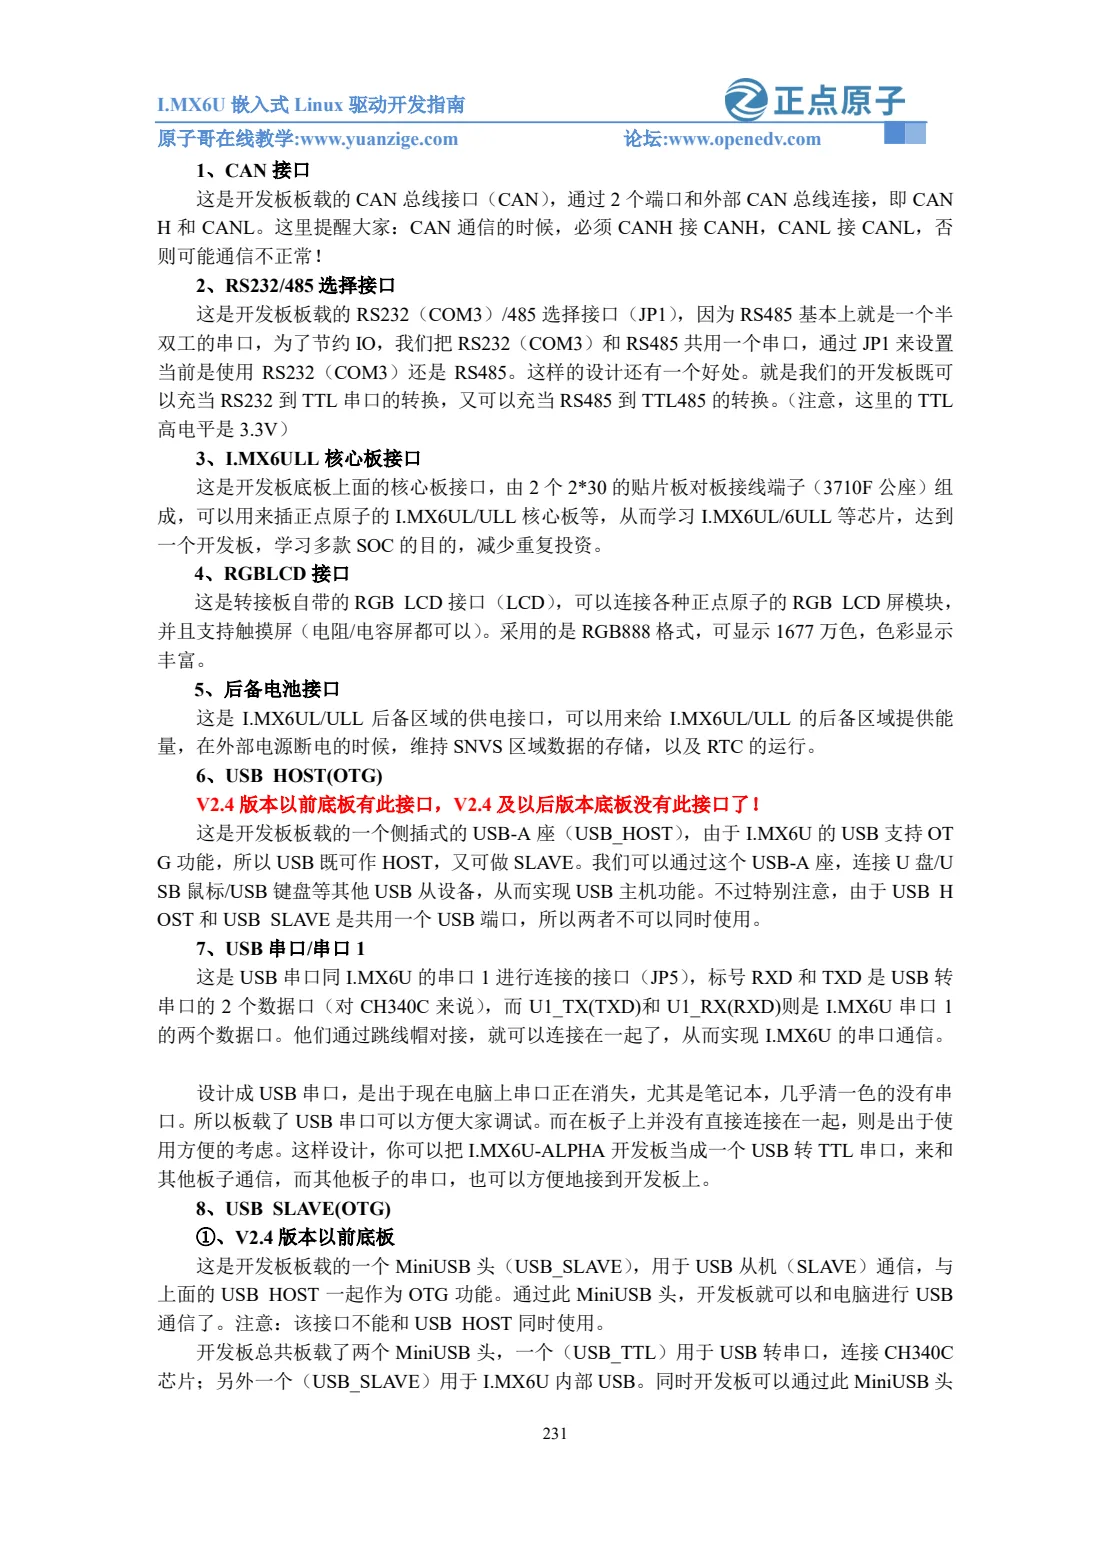 I.MX6U 嵌入式 Linux 驱动开发指南
正点原子
原子哥在线教学:www.yuanzige.com 论坛:www.openedv.com
1、CAN 接口
这是开发板板载的 CAN 总线接口（CAN），通过 2 个端口和外部 CAN 总线连接，即 CAN
H 和 CANL。这里提醒大家：CAN 通信的时候，必须 CANH 接 CANH，CANL 接 CANL，否
则可能通信不正常！
2、RS232/485 选择接口
这是开发板板载的 RS232（COM3）/485 选择接口（JP1），因为 RS485 基本上就是一个半
双工的串口，为了节约 IO，我们把 RS232（COM3）和 RS485 共用一个串口，通过 JP1 来设置
当前是使用 RS232（COM3）还是 RS485。这样的设计还有一个好处。就是我们的开发板既可
以充当 RS232 到 TTL 串口的转换，又可以充当 RS485 到 TTL485 的转换。（注意，这里的 TTL
高电平是 3.3V）
3、I.MX6ULL 核心板接口
这是开发板底板上面的核心板接口，由 2 个 2*30 的贴片板对板接线端子（3710F 公座）组
成，可以用来插正点原子的 I.MX6UL/ULL 核心板等，从而学习 I.MX6UL/6ULL 等芯片，达到
一个开发板，学习多款 SOC 的目的，减少重复投资。
4、RGBLCD 接口
这是转接板自带的 RGB LCD 接口（LCD），可以连接各种正点原子的 RGB LCD 屏模块，
并且支持触摸屏（电阻/电容屏都可以）。采用的是 RGB888 格式，可显示 1677 万色，色彩显示
丰富。
5、后备电池接口
这是 I.MX6UL/ULL 后备区域的供电接口，可以用来给 I.MX6UL/ULL 的后备区域提供能
量，在外部电源断电的时候，维持 SNVS 区域数据的存储，以及 RTC 的运行。
6、USB HOST(OTG)
V2.4 版本以前底板有此接口，V2.4 及以后版本底板没有此接口了！
这是开发板板载的一个侧插式的 USB-A 座（USB_HOST），由于 I.MX6U 的 USB 支持 OT
G 功能，所以 USB 既可作 HOST，又可做 SLAVE。我们可以通过这个 USB-A 座，连接 U 盘/U
SB 鼠标/USB 键盘等其他 USB 从设备，从而实现 USB 主机功能。不过特别注意，由于 USB H
OST 和 USB SLAVE 是共用一个 USB 端口，所以两者不可以同时使用。
7、USB 串口/串口 1
这是 USB 串口同 I.MX6U 的串口 1 进行连接的接口（JP5），标号 RXD 和 TXD 是 USB 转
串口的 2 个数据口（对 CH340C 来说），而 U1_TX(TXD)和 U1_RX(RXD)则是 I.MX6U 串口 1
的两个数据口。他们通过跳线帽对接，就可以连接在一起了，从而实现 I.MX6U 的串口通信。
设计成 USB 串口，是出于现在电脑上串口正在消失，尤其是笔记本，几乎清一色的没有串
口。所以板载了 USB 串口可以方便大家调试。而在板子上并没有直接连接在一起，则是出于使
用方便的考虑。这样设计，你可以把 I.MX6U-ALPHA 开发板当成一个 USB 转 TTL 串口，来和
其他板子通信，而其他板子的串口，也可以方便地接到开发板上。
8、USB SLAVE(OTG)
①、V2.4 版本以前底板
这是开发板板载的一个 MiniUSB 头（USB_SLAVE），用于 USB 从机（SLAVE）通信，与
上面的 USB HOST 一起作为 OTG 功能。通过此 MiniUSB 头，开发板就可以和电脑进行 USB
通信了。注意：该接口不能和 USB HOST 同时使用。
开发板总共板载了两个 MiniUSB 头，一个（USB_TTL）用于 USB 转串口，连接 CH340C
芯片；另外一个（USB_SLAVE）用于 I.MX6U 内部 USB。同时开发板可以通过此 MiniUSB 头
231